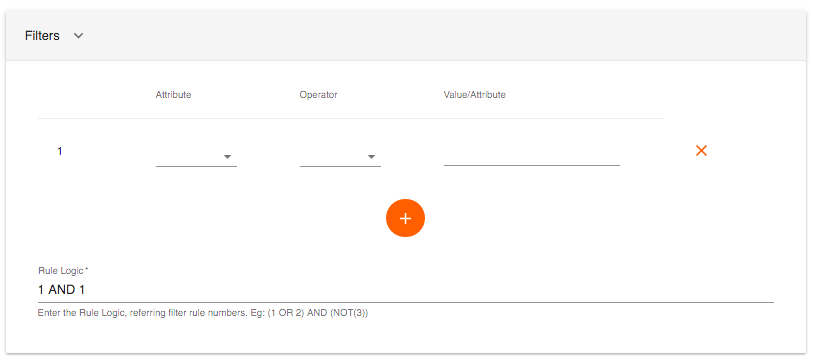 Filters
Attribute Operator Value/Attribute
1
Rule Logic*
1 AND 1
Enter the Rule Logic, referring filter rule numbers. Eg: (1 OR 2) AND (NOT(3))